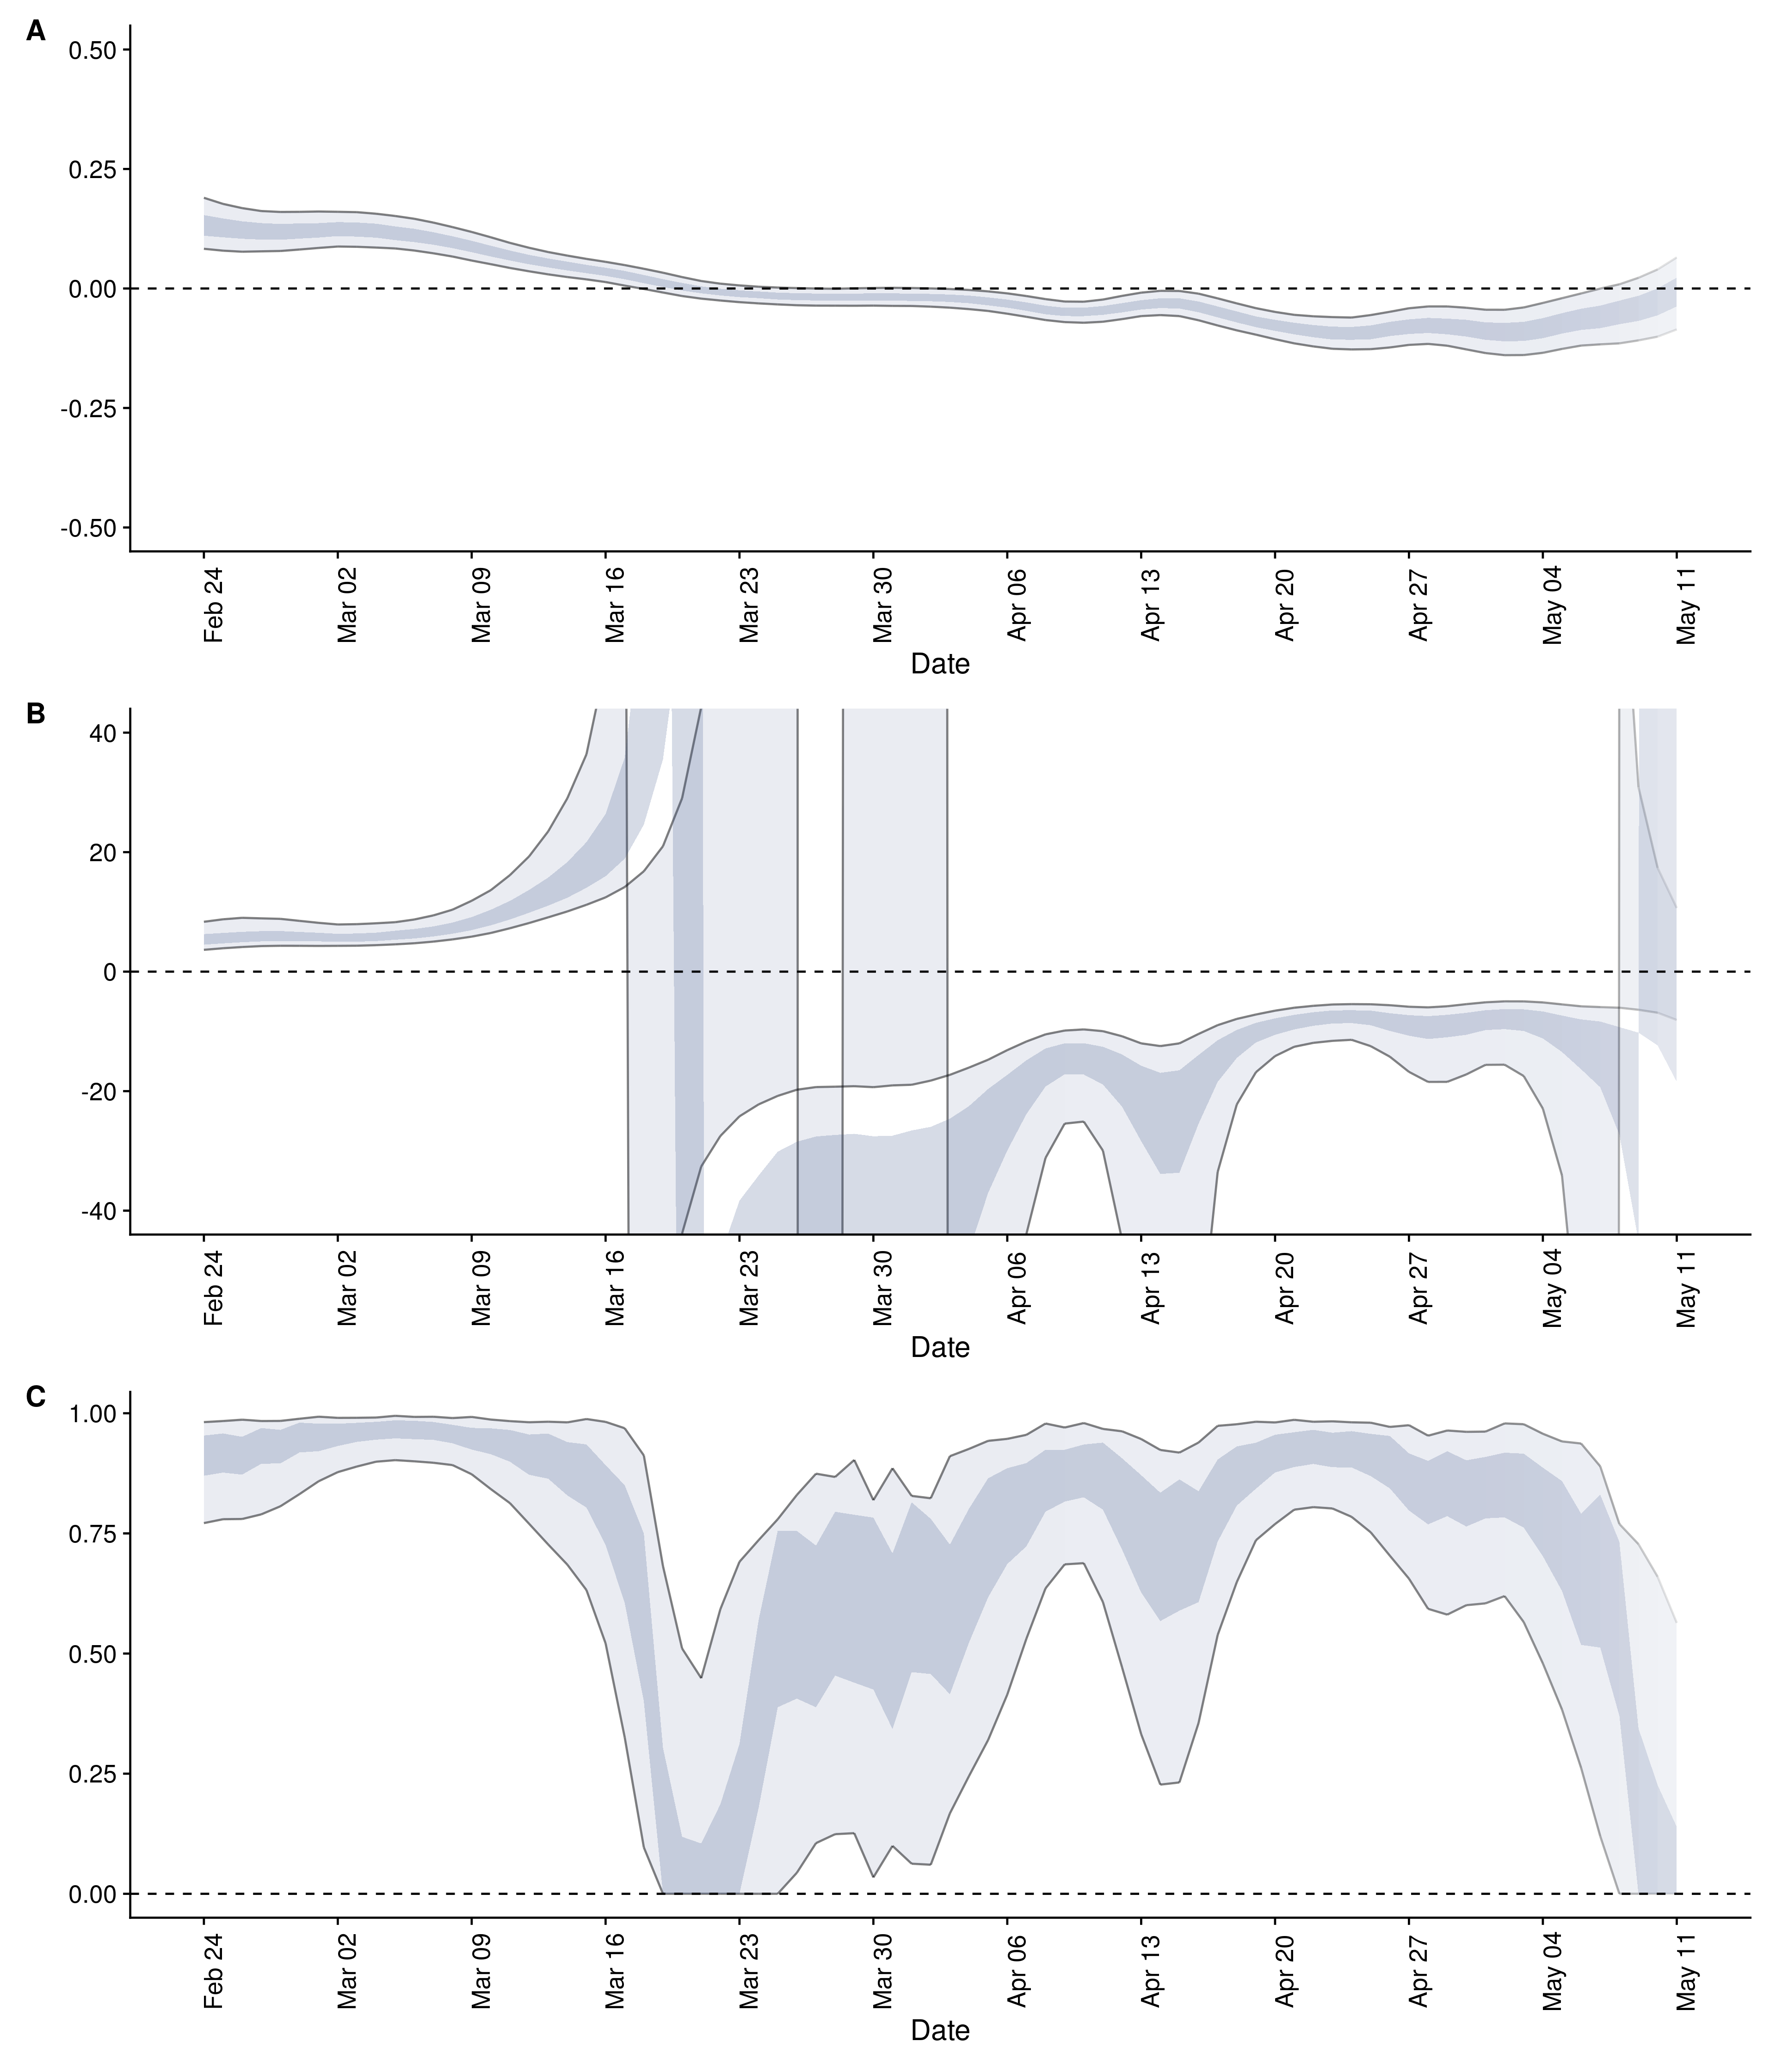 A
0.50
0.25
0.00
-0.25
-0.50
Feb 24
Mar 02
Mar 09
Mar 16
Mar 23
Mar 30
Apr 06
Apr 13
Apr 20
Apr 27
May 04
May 11
Date
B
40
20
0
-20
-40
Feb 24
Mar 02
Mar 09
Mar 16
Mar 23
Mar 30
Apr 06
Apr 13
Apr 20
Apr 27
May 04
May 11
Date
C
1.00
0.75
0.50
0.25
0.00
Feb 24
Mar 02
Mar 09
Mar 16
Mar 23
Mar 30
Apr 06
Apr 13
Apr 20
Apr 27
May 04
May 11
Date